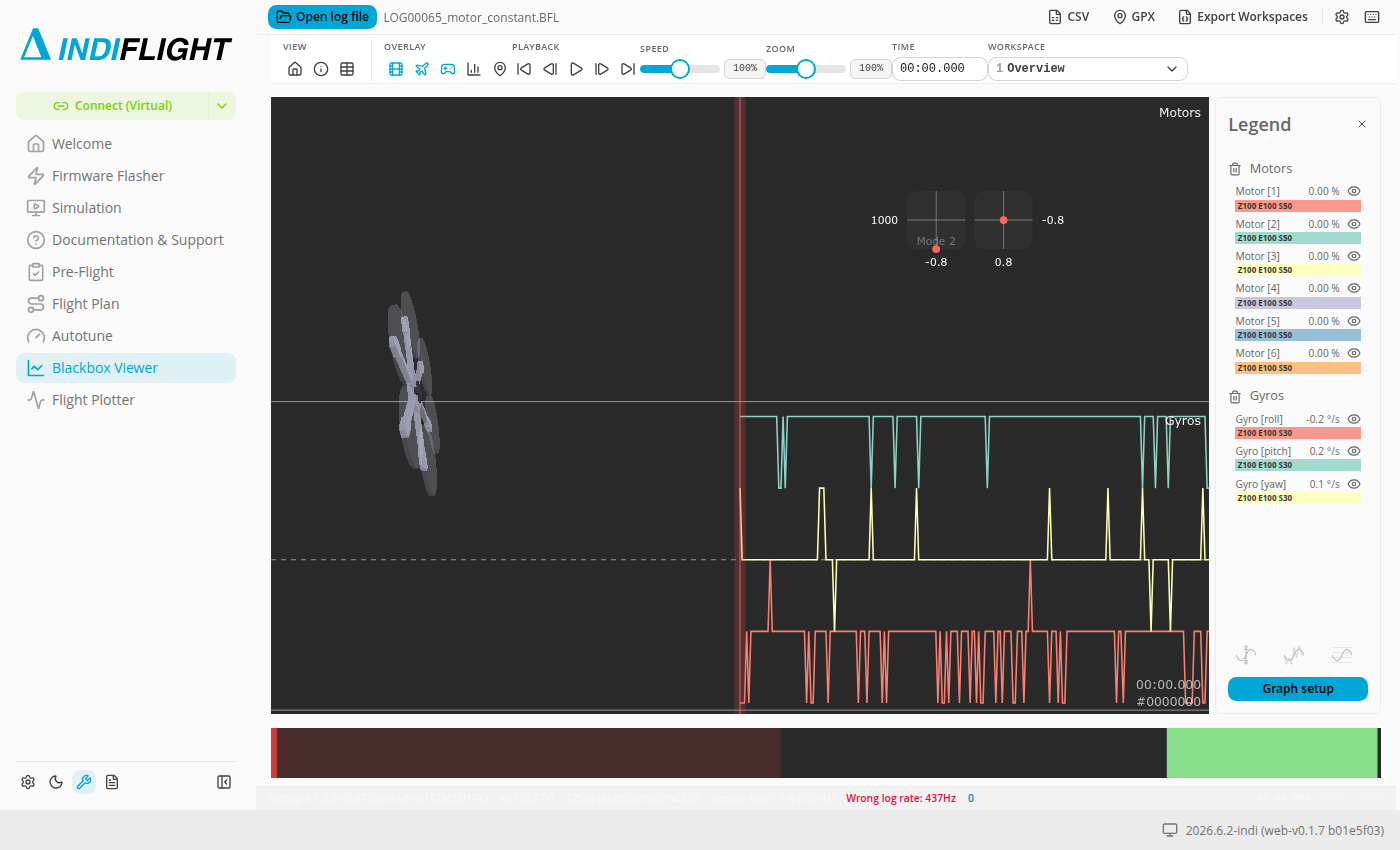 Open log file
LOG00065_motor_constant.BFL
CSV
GPX
Export Workspaces
INDIFLIGHT
VIEW
OVERLAY
PLAYBACK
SPEED
ZOOM
TIME
WORKSPACE
100%
100%
00:00.000
1 Overview
Connect (Virtual)
Welcome
Firmware Flasher
Simulation
Documentation & Support
Pre-Flight
Flight Plan
Autotune
Blackbox Viewer
Flight Plotter
Motors
1000
-0.8
Mode 2
-0.8
0.8
Gyros
00:00.000
#0000000
Legend
Motors
Motor [1] 0.00 %
Z100 E100 S50
Motor [2] 0.00 %
Z100 E100 S50
Motor [3] 0.00 %
Z100 E100 S50
Motor [4] 0.00 %
Z100 E100 S50
Motor [5] 0.00 %
Z100 E100 S50
Motor [6] 0.00 %
Z100 E100 S50
Gyros
Gyro [roll] -0.2 °/s
Z100 E100 S30
Gyro [pitch] 0.2 °/s
Z100 E100 S30
Gyro [yaw] 0.1 °/s
Z100 E100 S30
Graph setup
Wrong log rate: 437Hz 0
2026.6.2-indi (web-v0.1.7 b01e5f03)